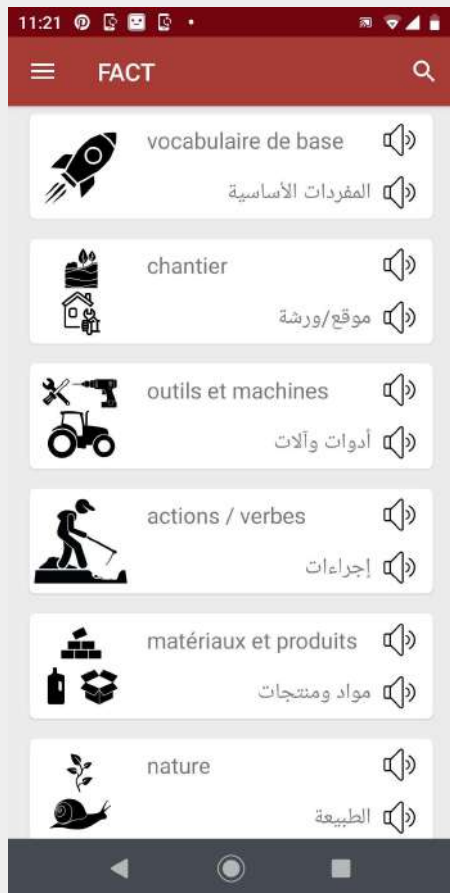 11:21
FACT
vocabulaire de base
المفردات الأساسية
chantier
موقع/ورشة
outils et machines
أدوات وآلات
actions / verbes
إجراءات
matériaux et produits
مواد ومنتجات
nature
الطبيعة